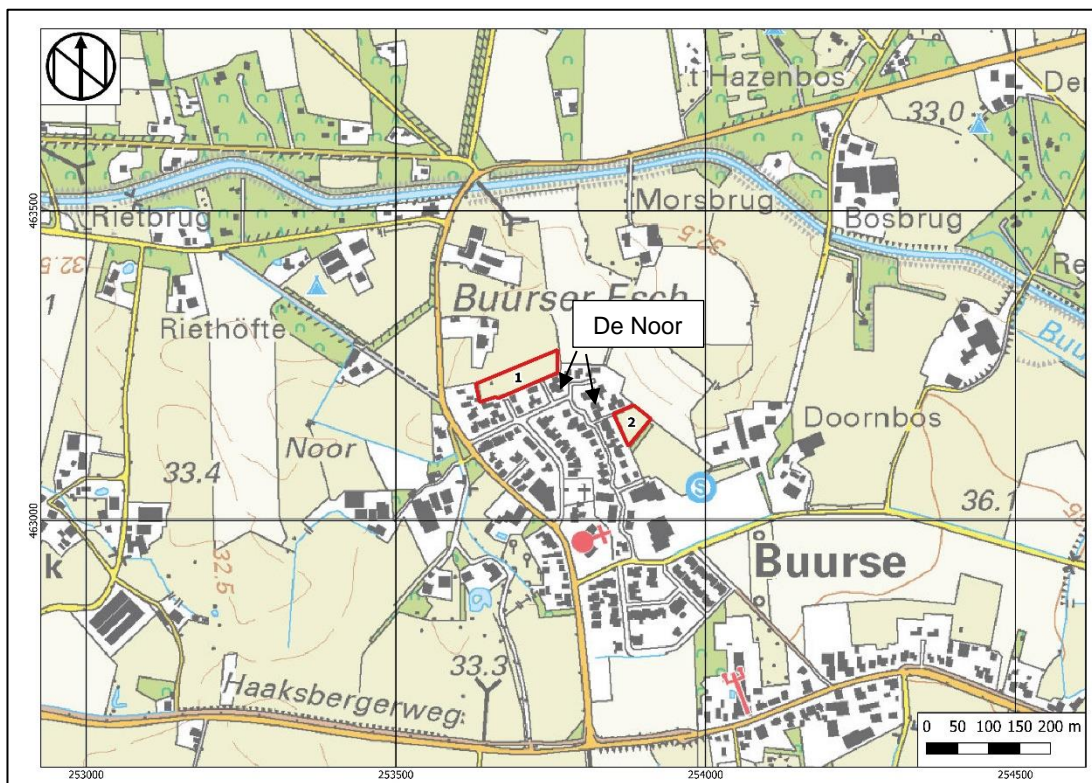 't Hazenbos
De
33.0
Rietbrug
Morsbrug
Bosbrug
32.5
Re
463500
32.5
1
Buurser Esch
Buu
Riethöfte
De Noor
1
2
Doornbos
Noor
33.4
S
36.1
463000
k
Buurse
32.5
33.3
Haaksbergerweg
0 50 100 150 200 m
253000 253500 254000 254500